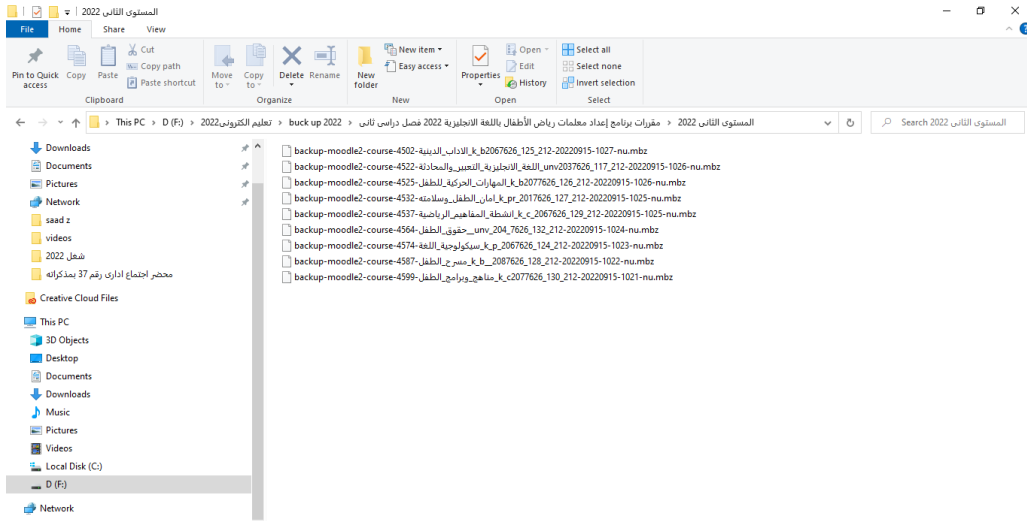 المستوى الثانى 2022
File Home Share View
Pin to Quick access
Copy
Paste
Cut
Copy path
Paste shortcut
Clipboard
Move to
Copy to
Delete
Rename
Organize
New folder
New item
Easy access
New
Properties
Open
Edit
History
Open
Select all
Select none
Invert selection
Select
This PC › D (F:) › تعليم الكترونى2022 › buck up 2022 › مقررات برنامج إعداد معلمات رياض الأطفال باللغة الانجليزية 2022 فصل دراسى ثانى › المستوى الثانى 2022
Search المستوى الثانى 2022
Downloads
Documents
Pictures
Network
saad z
videos
شغل 2022
محضر اجتماع ادارى رقم 37 بمذكراته
Creative Cloud Files
This PC
3D Objects
Desktop
Documents
Downloads
Music
Pictures
Videos
Local Disk (C:)
D (F:)
Network
backup-moodle2-course-4502-الاداب_الدينية_k_b2067626_125_212-20220915-1027-nu.mbz
backup-moodle2-course-4522-اللغة_الانجليزية_التعبير_والمحادثة_unv2037626_117_212-20220915-1026-nu.mbz
backup-moodle2-course-4525-المهارات_الحركية_للطفل_k_b2077626_126_212-20220915-1026-nu.mbz
backup-moodle2-course-4532-امان_الطفل_وسلامته_k_pr_2017626_127_212-20220915-1025-nu.mbz
backup-moodle2-course-4537-انشطة_المفاهيم_الرياضية_k_c_2067626_129_212-20220915-1025-nu.mbz
backup-moodle2-course-4564-حقوق_الطفل__unv_204_7626_132_212-20220915-1024-nu.mbz
backup-moodle2-course-4574-سيكولوجية_اللغة_k_p_2067626_124_212-20220915-1023-nu.mbz
backup-moodle2-course-4587-مسرح_الطفل_k_b__2087626_128_212-20220915-1022-nu.mbz
backup-moodle2-course-4599-مناهج_وبرامج_الطفل_k_c2077626_130_212-20220915-1021-nu.mbz